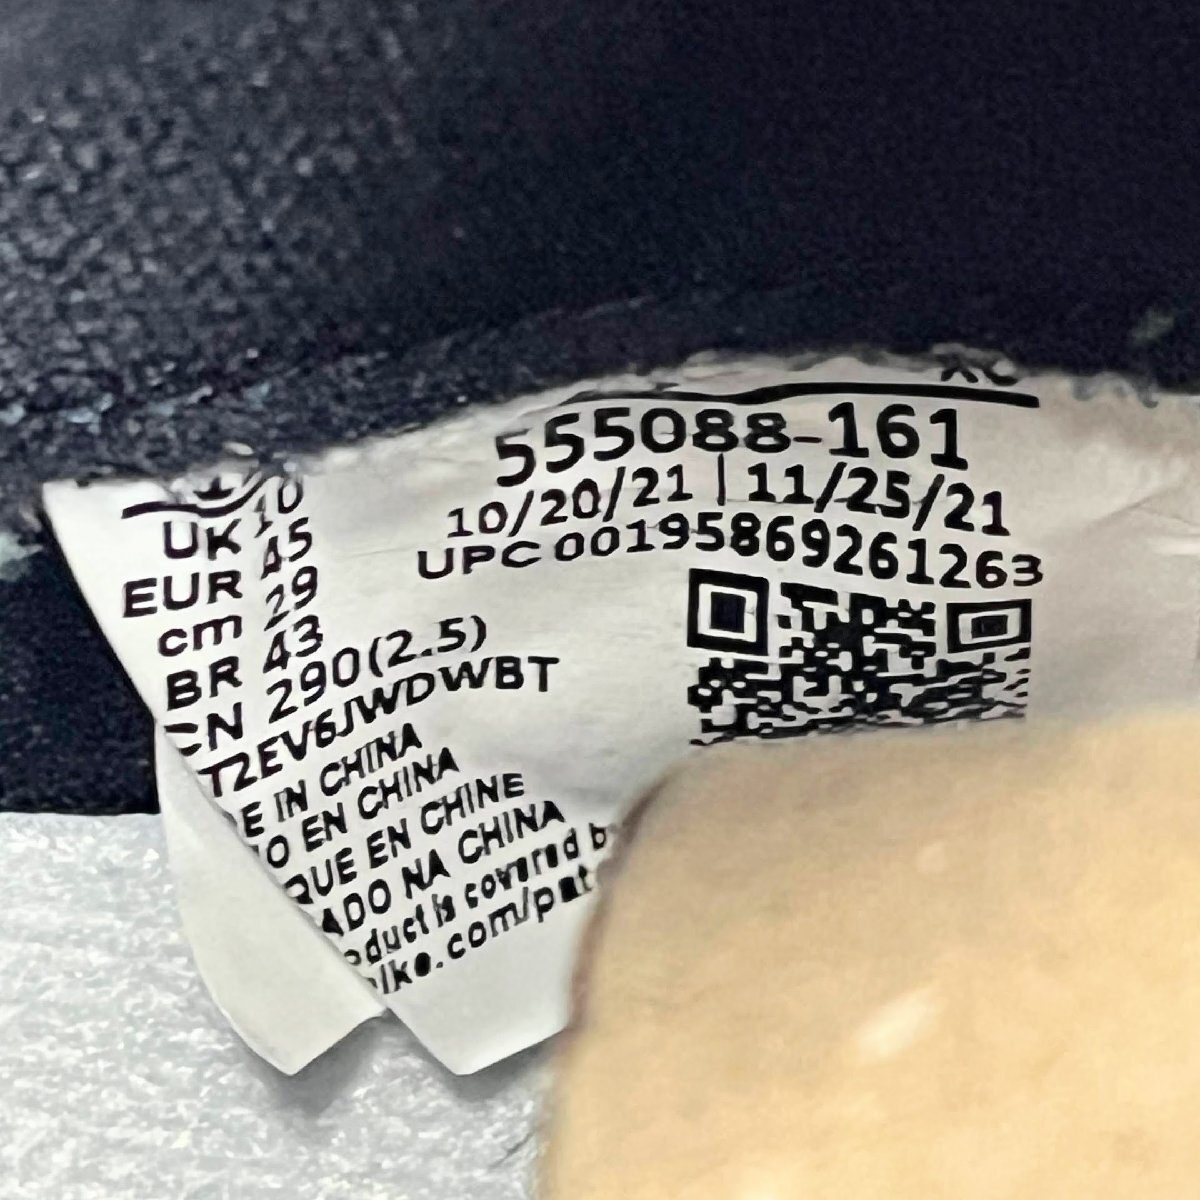 555088-161
10/20/21 | 11/25/21
UPC 00195869261263
UK 10
EUR 45
cm 29
BR 43
CN 290(2.5)
T2EV6JWDWBT
E IN CHINA
O EN CHINA
QUE EN CHINE
ADO NA CHINA
oduct is covered b
ike.com/pat